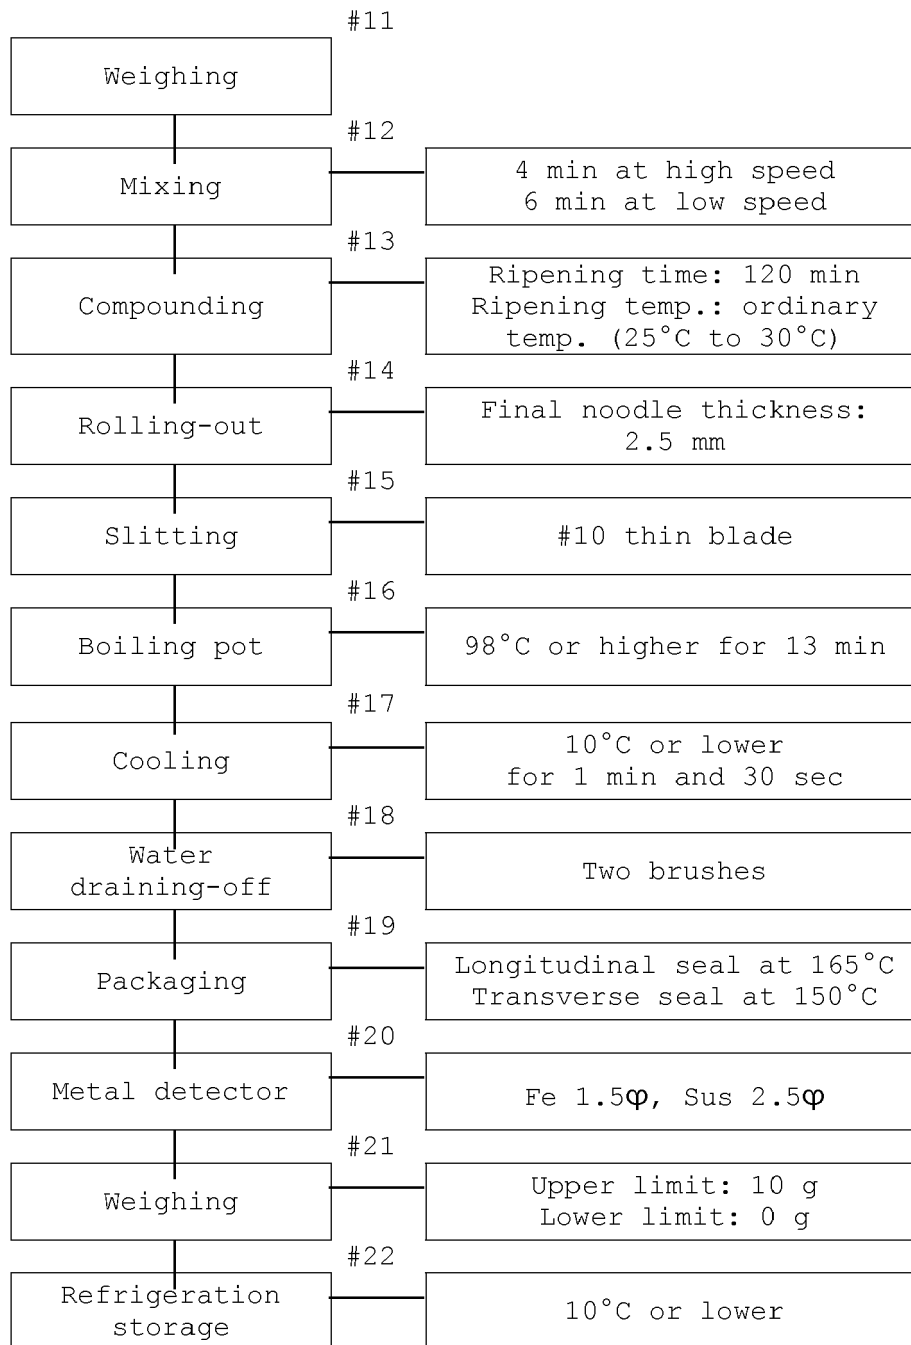 #11
Weighing
#12
Mixing
4 min at high speed
6 min at low speed
#13
Compounding
Ripening time: 120 min
Ripening temp.: ordinary
temp. (25°C to 30°C)
#14
Rolling-out
Final noodle thickness:
2.5 mm
#15
Slitting
#10 thin blade
#16
Boiling pot
98°C or higher for 13 min
#17
Cooling
10°C or lower
for 1 min and 30 sec
#18
Water
draining-off
Two brushes
#19
Packaging
Longitudinal seal at 165°C
Transverse seal at 150°C
#20
Metal detector
Fe 1.5φ, Sus 2.5φ
#21
Weighing
Upper limit: 10 g
Lower limit: 0 g
#22
Refrigeration
storage
10°C or lower